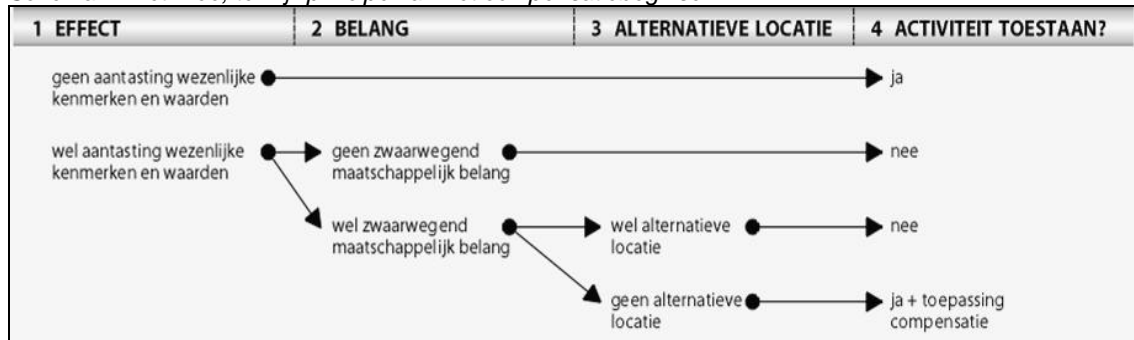 1 EFFECT 2 BELANG 3 ALTERNATIEVE LOCATIE 4 ACTIVITEIT TOESTAAN?
geen aantasting wezenlijke ja
kenmerken en waarden
wel aantasting wezenlijke geen zwaarwegend nee
kenmerken en waarden maatschappelijk belang
wel zwaarwegend wel alternatieve nee
maatschappelijk belang locatie
geen alternatieve ja + toepassing
locatie compensatie